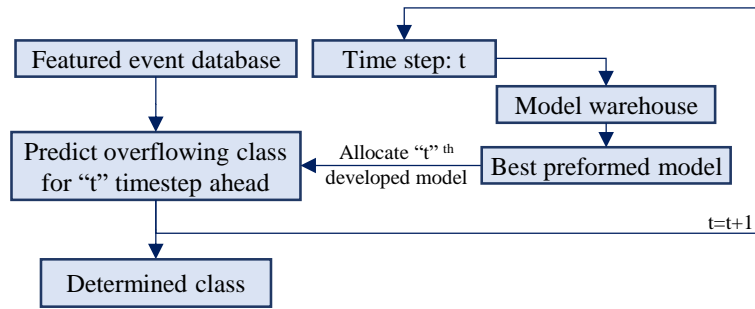 Featured event database
Time step: t
Model warehouse
Predict overflowing class
for “t” timestep ahead
Allocate “t” th
developed model
Best preformed model
t=t+1
Determined class